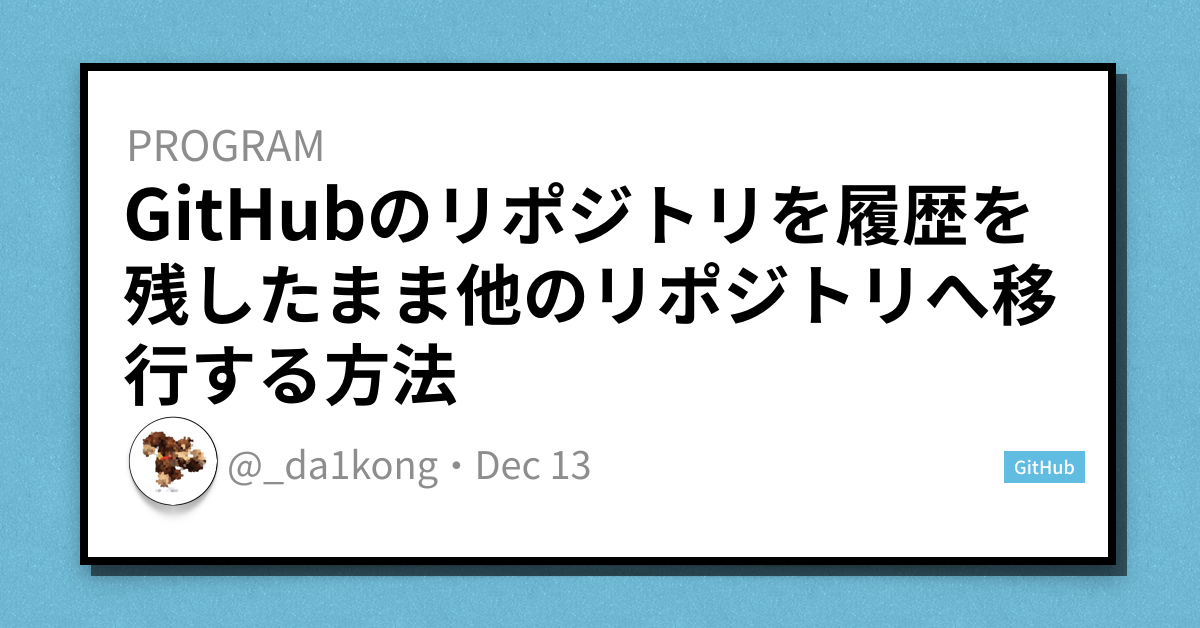 PROGRAM
GitHubのリポジトリを履歴を
残したまま他のリポジトリへ移
行する方法
@_da1kong・Dec 13
GitHub